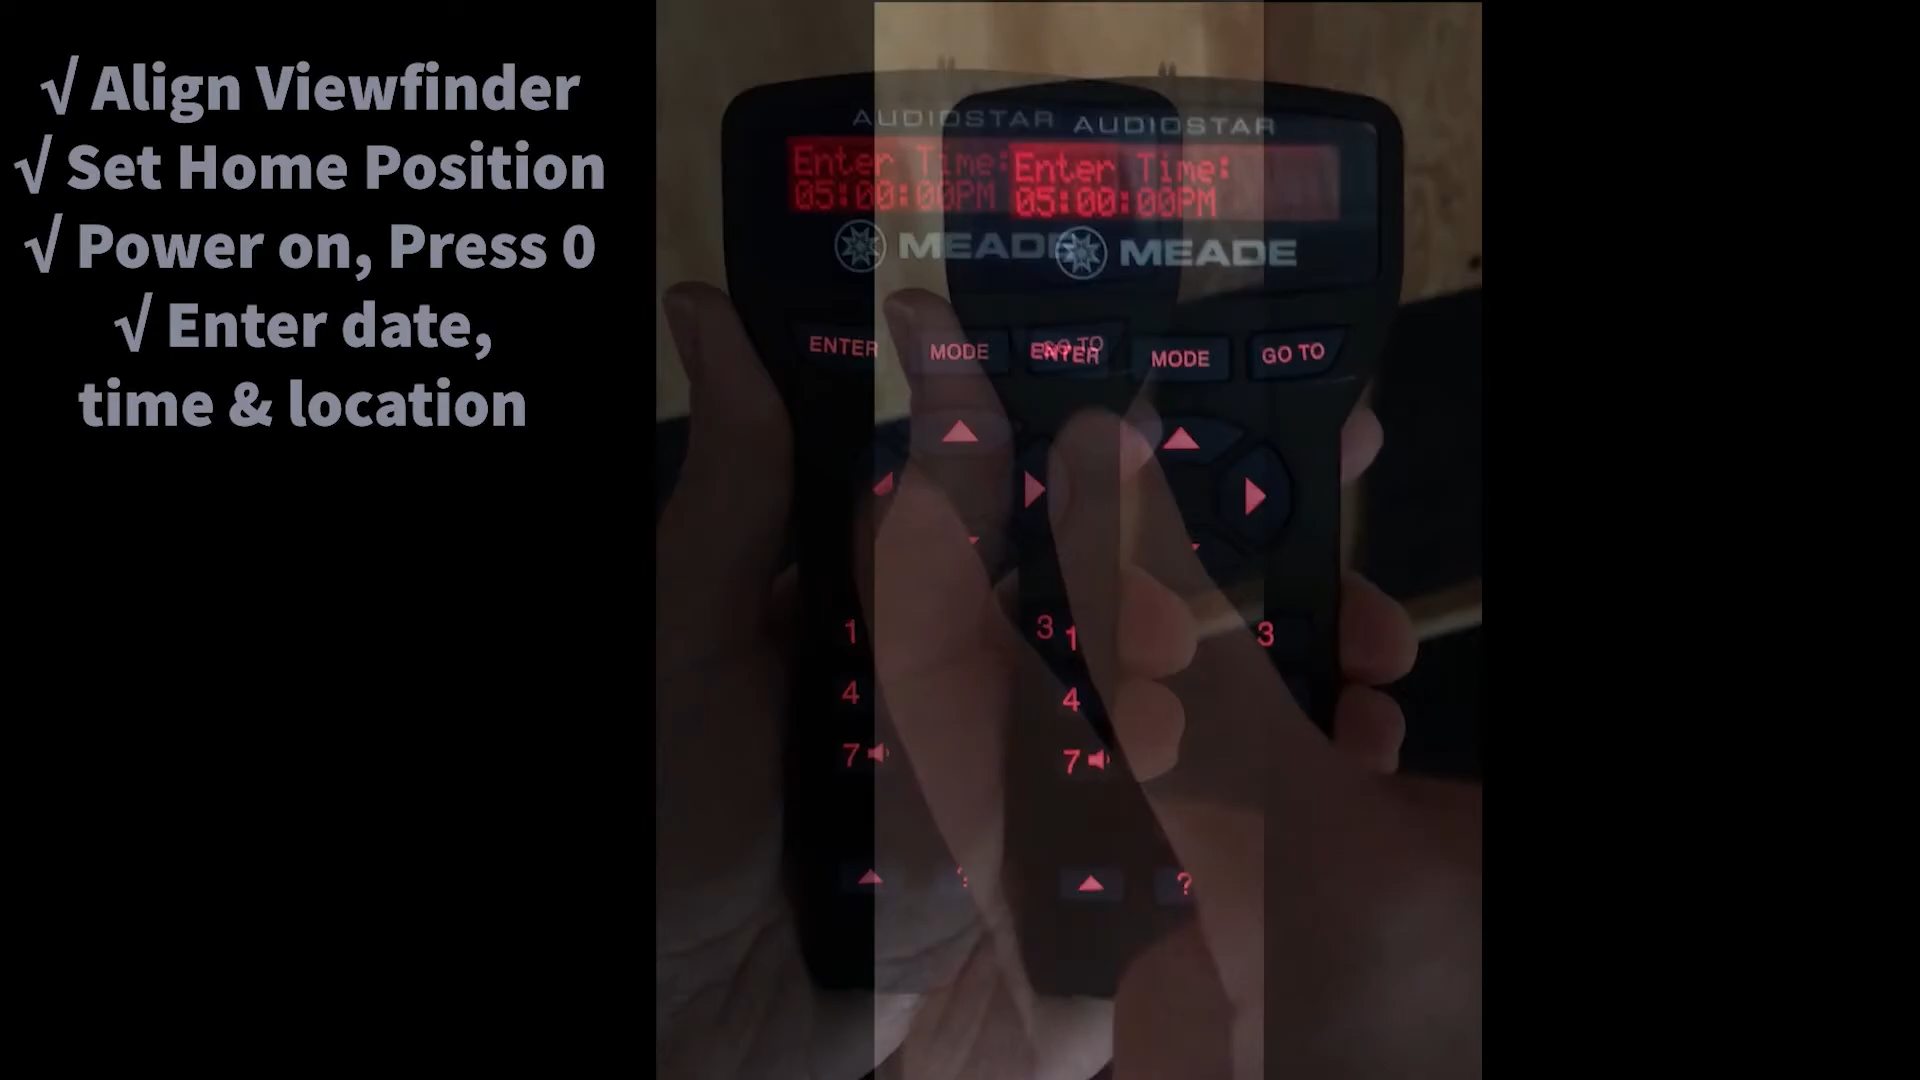 √ Align Viewfinder
√ Set Home Position
√ Power on, Press 0
√ Enter date,
time & location
AUDIOSTAR
Enter Time:
05:00:00PM
MEADE
ENTER
MODE
GO TO
1
3
4
7
?
AUDIOSTAR
Enter Time:
05:00:00PM
MEADE
ENTER
MODE
GO TO
1
3
4
7
?